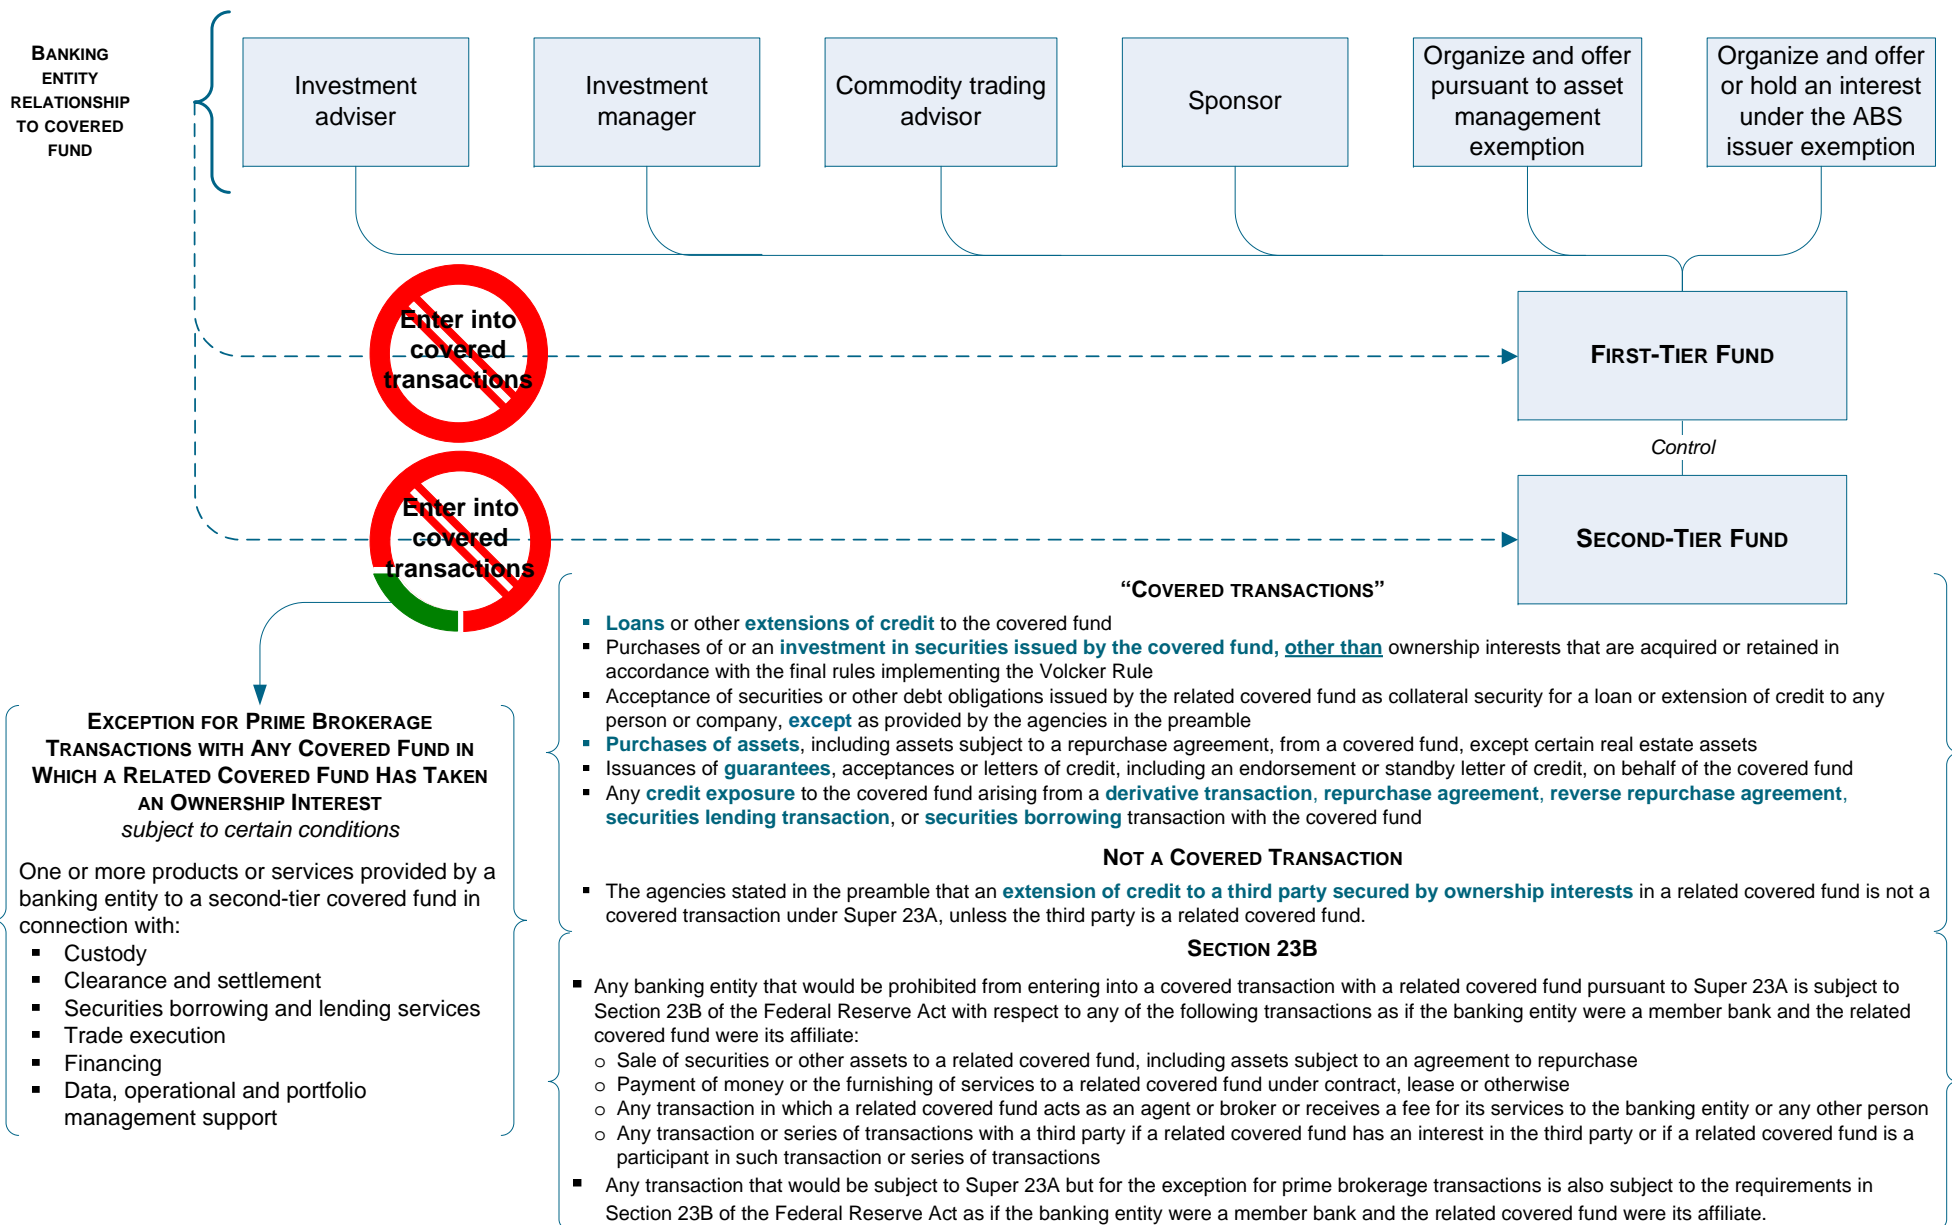 BANKING
ENTITY
RELATIONSHIP
TO COVERED
FUND
Investment
adviser
Investment
manager
Commodity trading
advisor
Sponsor
Organize and offer
pursuant to asset
management
exemption
Organize and offer
or hold an interest
under the ABS
issuer exemption
Enter into
covered
transactions
FIRST-TIER FUND
Control
Enter into
covered
transactions
SECOND-TIER FUND
EXCEPTION FOR PRIME BROKERAGE
TRANSACTIONS WITH ANY COVERED FUND IN
WHICH A RELATED COVERED FUND HAS TAKEN
AN OWNERSHIP INTEREST
subject to certain conditions
One or more products or services provided by a
banking entity to a second-tier covered fund in
connection with:
▪ Custody
▪ Clearance and settlement
▪ Securities borrowing and lending services
▪ Trade execution
▪ Financing
▪ Data, operational and portfolio
management support
“COVERED TRANSACTIONS”
▪ Loans or other extensions of credit to the covered fund
▪ Purchases of or an investment in securities issued by the covered fund, other than ownership interests that are acquired or retained in
accordance with the final rules implementing the Volcker Rule
▪ Acceptance of securities or other debt obligations issued by the related covered fund as collateral security for a loan or extension of credit to any
person or company, except as provided by the agencies in the preamble
▪ Purchases of assets, including assets subject to a repurchase agreement, from a covered fund, except certain real estate assets
▪ Issuances of guarantees, acceptances or letters of credit, including an endorsement or standby letter of credit, on behalf of the covered fund
▪ Any credit exposure to the covered fund arising from a derivative transaction, repurchase agreement, reverse repurchase agreement,
securities lending transaction, or securities borrowing transaction with the covered fund
NOT A COVERED TRANSACTION
▪ The agencies stated in the preamble that an extension of credit to a third party secured by ownership interests in a related covered fund is not a
covered transaction under Super 23A, unless the third party is a related covered fund.
SECTION 23B
▪ Any banking entity that would be prohibited from entering into a covered transaction with a related covered fund pursuant to Super 23A is subject to
Section 23B of the Federal Reserve Act with respect to any of the following transactions as if the banking entity were a member bank and the related
covered fund were its affiliate:
o Sale of securities or other assets to a related covered fund, including assets subject to an agreement to repurchase
o Payment of money or the furnishing of services to a related covered fund under contract, lease or otherwise
o Any transaction in which a related covered fund acts as an agent or broker or receives a fee for its services to the banking entity or any other person
o Any transaction or series of transactions with a third party if a related covered fund has an interest in the third party or if a related covered fund is a
participant in such transaction or series of transactions
▪ Any transaction that would be subject to Super 23A but for the exception for prime brokerage transactions is also subject to the requirements in
Section 23B of the Federal Reserve Act as if the banking entity were a member bank and the related covered fund were its affiliate.